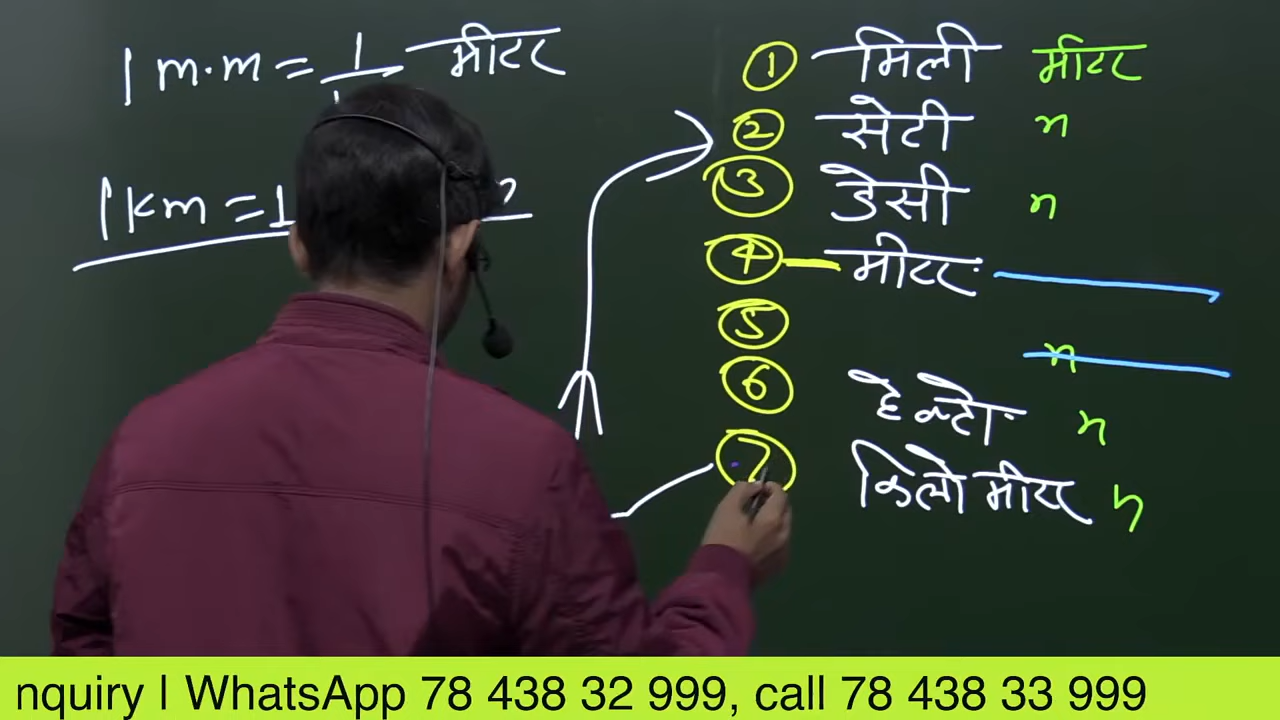 1 m.m = 1 मीटर
1 km = 1
① मिली मीटर
② सेटी "
③ डेसी "
④ - मीटर
⑤ "
⑥ हेक्टो "
⑦ किलो मीटर "
nquiry | WhatsApp 78 438 32 999, call 78 438 33 999